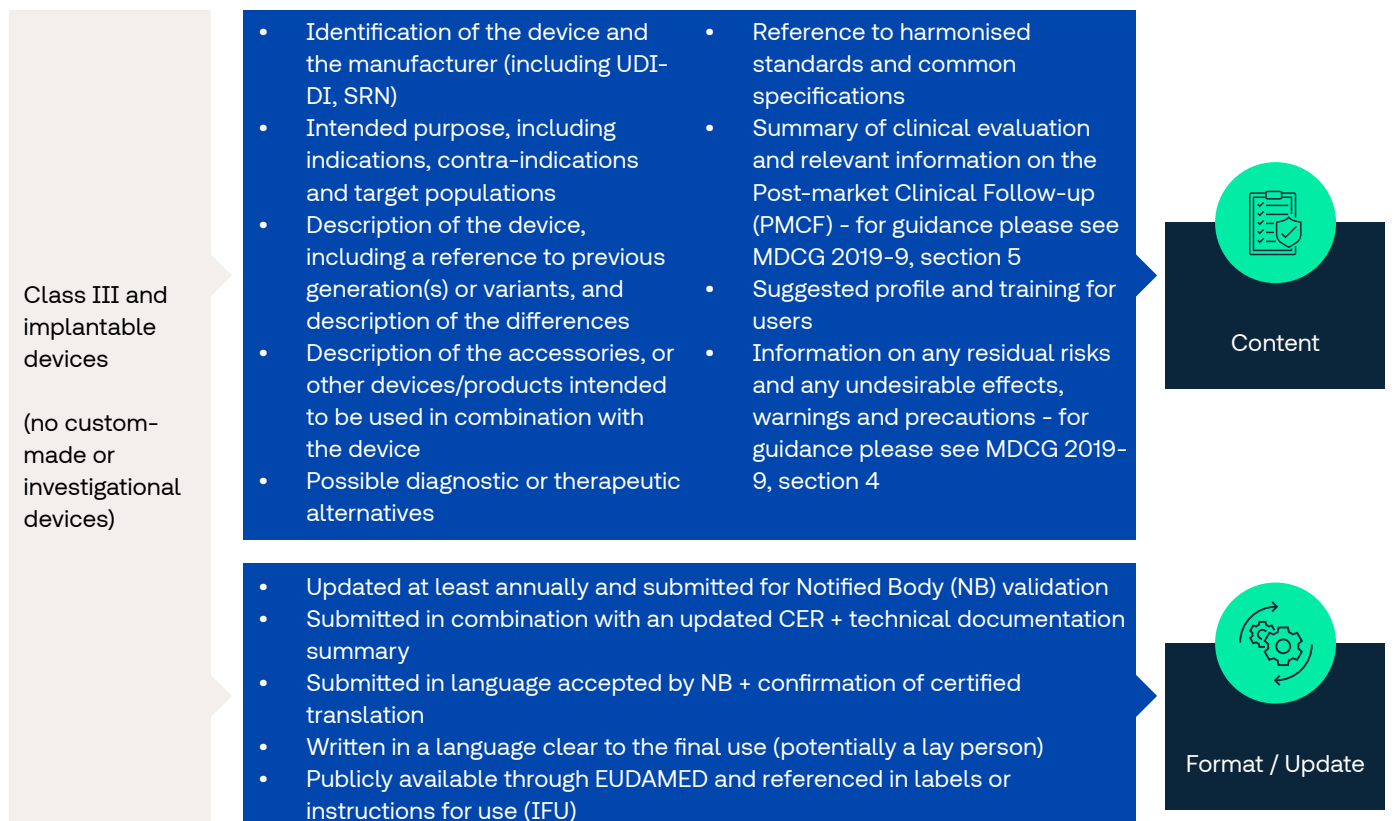 Class III and
implantable
devices
(no custom-
made or
investigational
devices)
• Identification of the device and
the manufacturer (including UDI-
DI, SRN)
• Intended purpose, including
indications, contra-indications
and target populations
• Description of the device,
including a reference to previous
generation(s) or variants, and
description of the differences
• Description of the accessories, or
other devices/products intended
to be used in combination with
the device
• Possible diagnostic or therapeutic
alternatives
• Reference to harmonised
standards and common
specifications
• Summary of clinical evaluation
and relevant information on the
Post-market Clinical Follow-up
(PMCF) - for guidance please see
MDCG 2019-9, section 5
• Suggested profile and training for
users
• Information on any residual risks
and any undesirable effects,
warnings and precautions - for
guidance please see MDCG 2019-
9, section 4
Content
• Updated at least annually and submitted for Notified Body (NB) validation
• Submitted in combination with an updated CER + technical documentation
summary
• Submitted in language accepted by NB + confirmation of certified
translation
• Written in a language clear to the final use (potentially a lay person)
• Publicly available through EUDAMED and referenced in labels or
instructions for use (IFU)
Format / Update